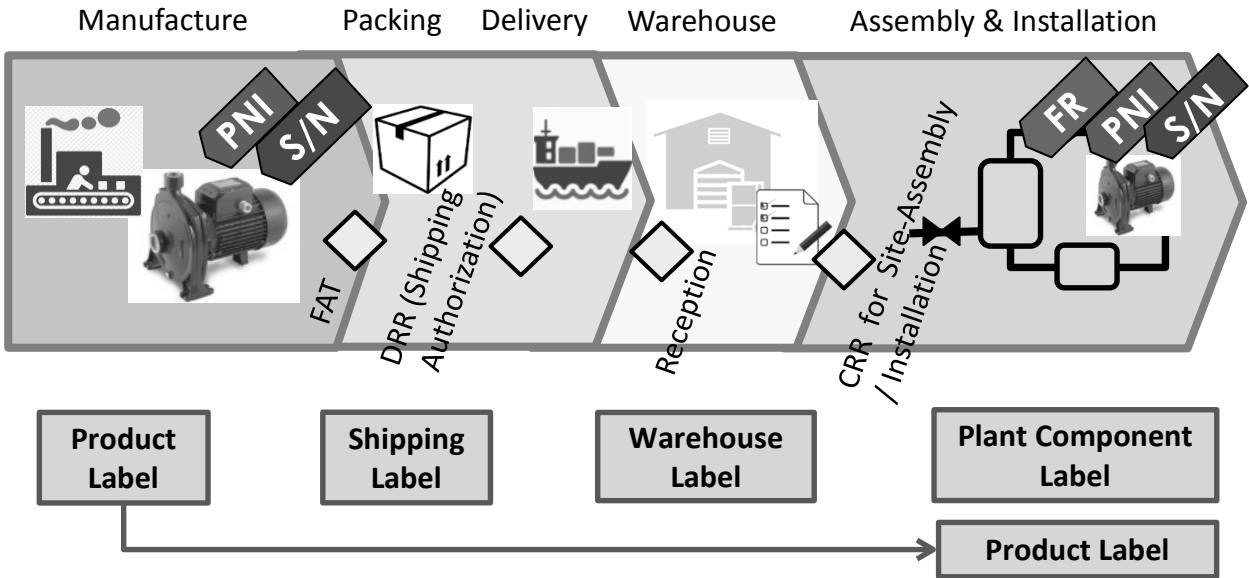 Manufacture
Packing
Delivery
Warehouse
Assembly & Installation
PNI
S/N
FR
PNI
S/N
FAT
DRR (Shipping
Authorization)
Reception
CRR for Site-Assembly
/ Installation
Product
Label
Shipping
Label
Warehouse
Label
Plant Component
Label
Product Label